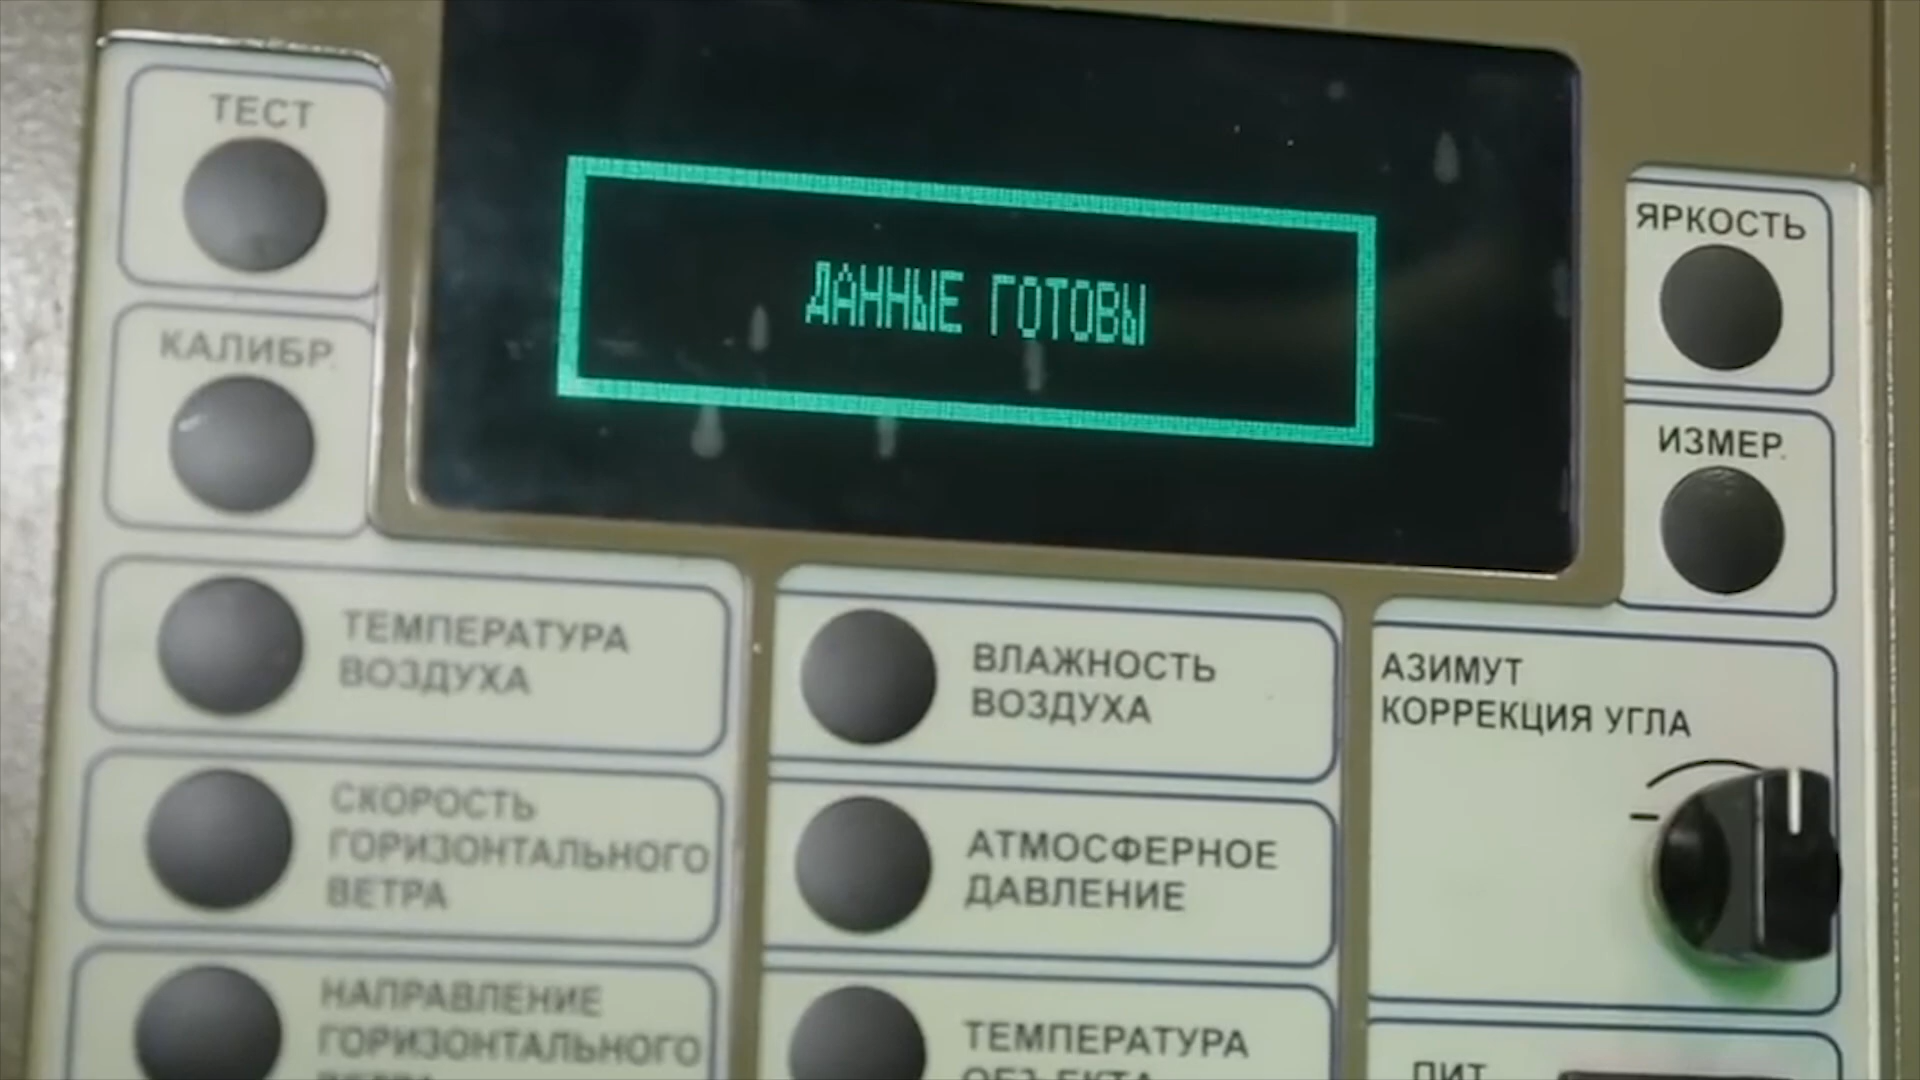 ТЕСТ
КАЛИБР.
ДАННЫЕ ГОТОВЫ
ЯРКОСТЬ
ИЗМЕР.
ТЕМПЕРАТУРА
ВОЗДУХА
СКОРОСТЬ
ГОРИЗОНТАЛЬНОГО
ВЕТРА
НАПРАВЛЕНИЕ
ГОРИЗОНТАЛЬНОГО
ВЕТРА
ВЛАЖНОСТЬ
ВОЗДУХА
АТМОСФЕРНОЕ
ДАВЛЕНИЕ
ТЕМПЕРАТУРА
ОБЪЕКТА
АЗИМУТ
КОРРЕКЦИЯ УГЛА
–
ПИТ